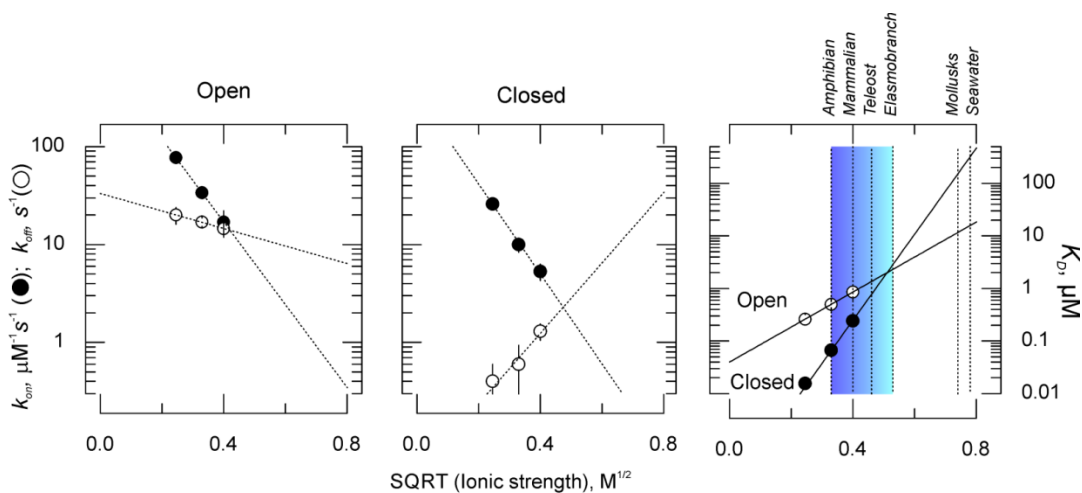 Amphibian
Mammalian
Teleost
Elasmobranch
Mollusks
Seawater
Open
Closed
k_on, μM⁻¹s⁻¹ (●); k_off, s⁻¹(○)
100
10
1
0.0 0.4 0.8
0.0 0.4 0.8
Open
Closed
100
10
1
0.1
0.01
K_D, μM
0.0 0.4 0.8
SQRT (Ionic strength), M^1/2